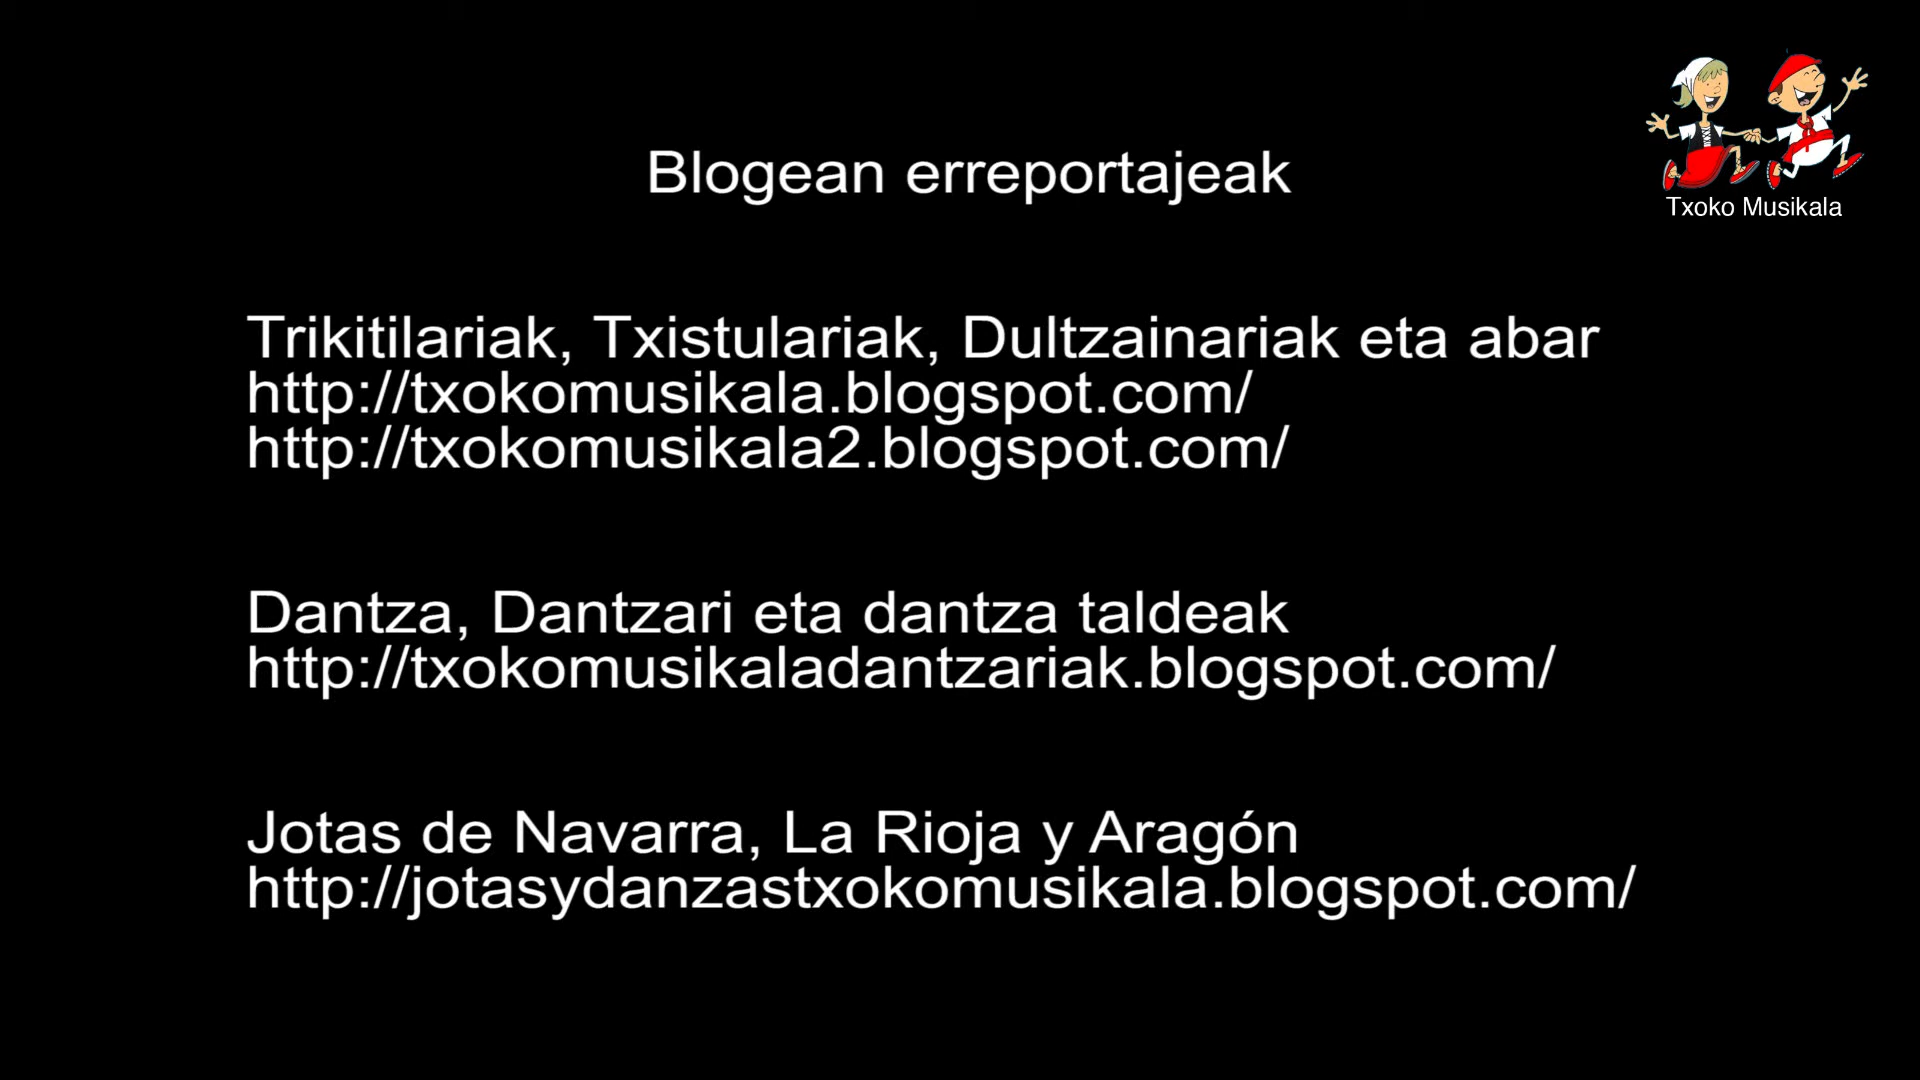 Blogean erreportajeak
Txoko Musikala
Trikitilariak, Txistulariak, Dultzainariak eta abar
http://txokomusikala.blogspot.com/
http://txokomusikala2.blogspot.com/
Dantza, Dantzari eta dantza taldeak
http://txokomusikaladantzariak.blogspot.com/
Jotas de Navarra, La Rioja y Aragón
http://jotasydanzastxokomusikala.blogspot.com/